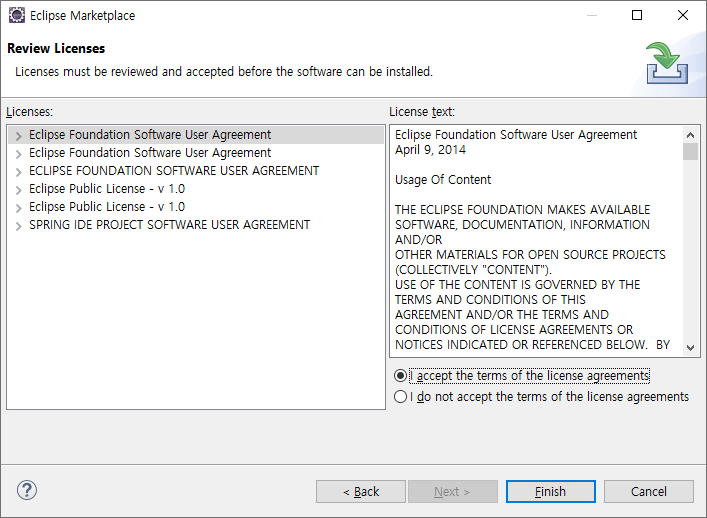 Eclipse Marketplace
Review Licenses
Licenses must be reviewed and accepted before the software can be installed.
Licenses:
Eclipse Foundation Software User Agreement
Eclipse Foundation Software User Agreement
ECLIPSE FOUNDATION SOFTWARE USER AGREEMENT
Eclipse Public License - v 1.0
Eclipse Public License - v 1.0
SPRING IDE PROJECT SOFTWARE USER AGREEMENT
License text:
Eclipse Foundation Software User Agreement
April 9, 2014
Usage Of Content
THE ECLIPSE FOUNDATION MAKES AVAILABLE
SOFTWARE, DOCUMENTATION, INFORMATION
AND/OR
OTHER MATERIALS FOR OPEN SOURCE PROJECTS
(COLLECTIVELY "CONTENT").
USE OF THE CONTENT IS GOVERNED BY THE
TERMS AND CONDITIONS OF THIS
AGREEMENT AND/OR THE TERMS AND
CONDITIONS OF LICENSE AGREEMENTS OR
NOTICES INDICATED OR REFERENCED BELOW.  BY
I accept the terms of the license agreements
I do not accept the terms of the license agreements
?
< Back
Next >
Finish
Cancel